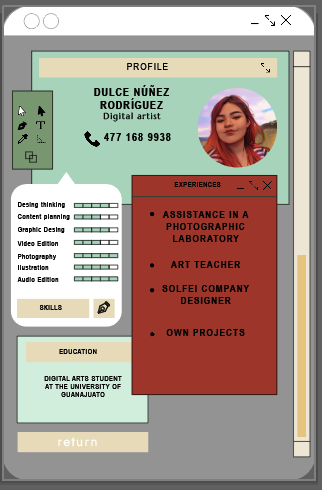 PROFILE
DULCE NÚÑEZ
RODRÍGUEZ
Digital artist
477 168 9938
EXPERIENCES
ASSISTANCE IN A
PHOTOGRAPHIC
LABORATORY
ART TEACHER
SOLFEI COMPANY
DESIGNER
OWN PROJECTS
Desing thinking
Content planning
Graphic Desing
Video Edition
Photography
Ilustration
Audio Edition
SKILLS
EDUCATION
DIGITAL ARTS STUDENT
AT THE UNIVERSITY OF
GUANAJUATO
return